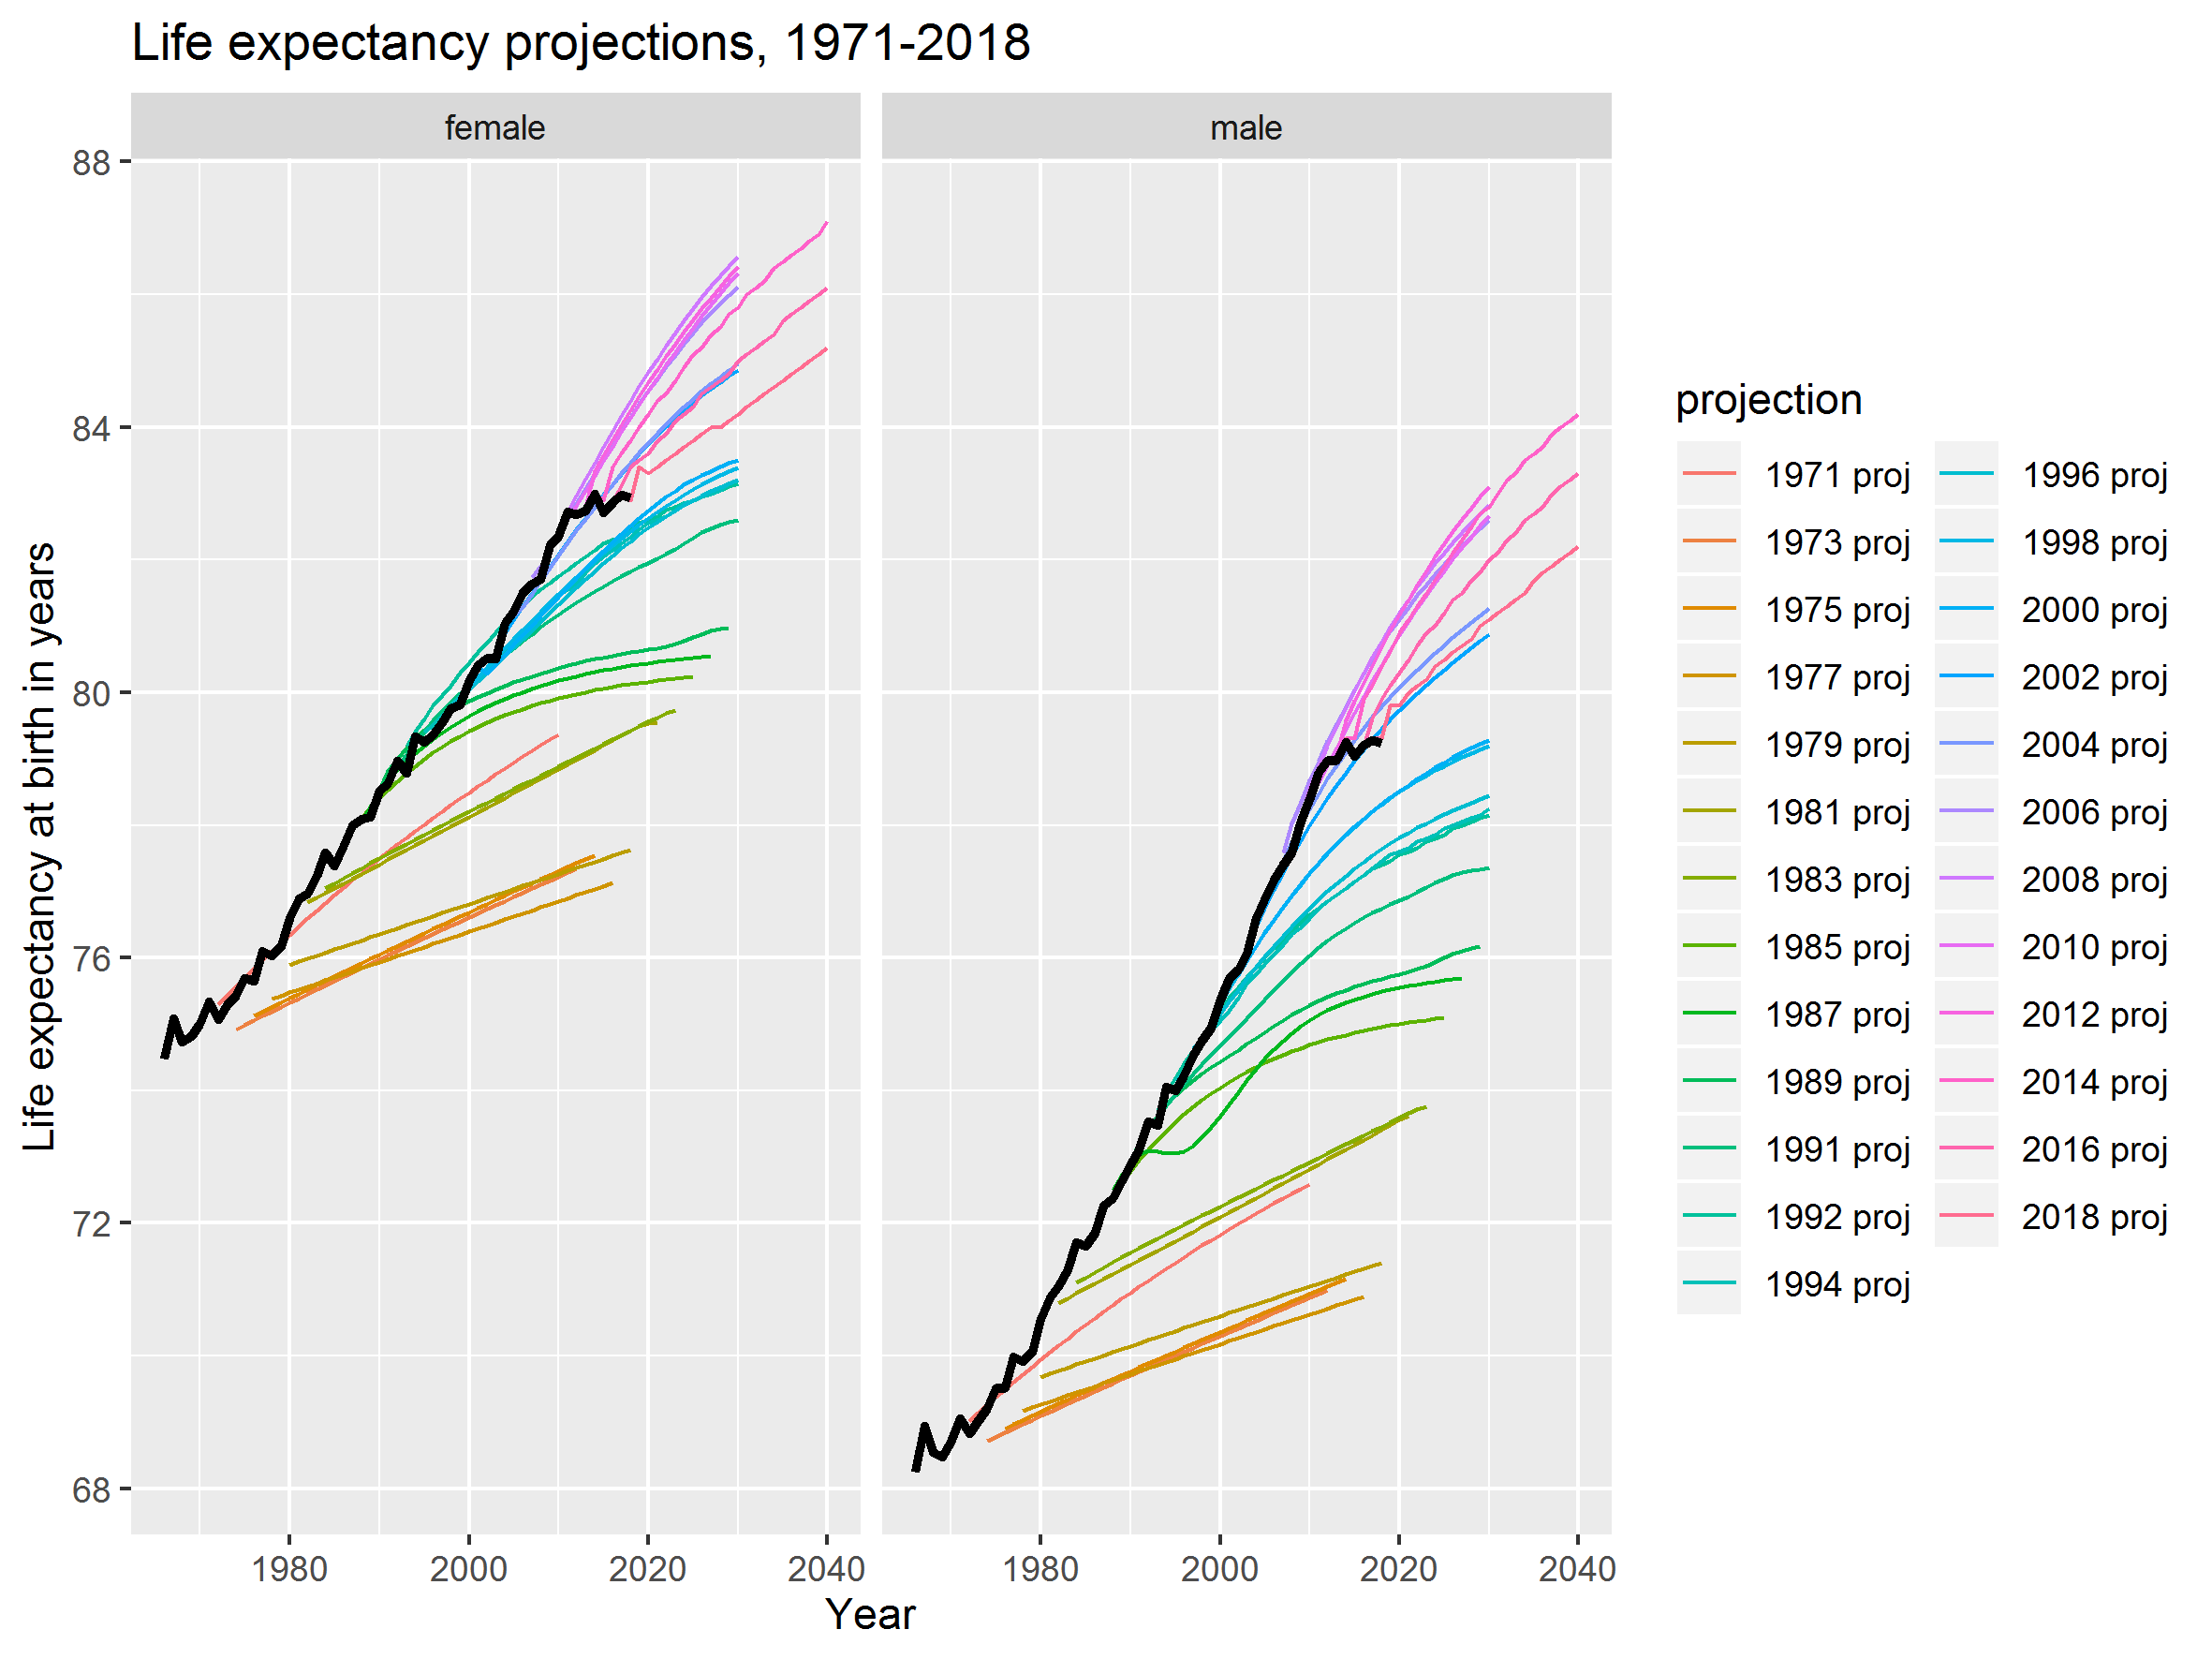 Life expectancy projections, 1971-2018
female
male
Life expectancy at birth in years
88
84
80
76
72
68
1980
2000
2020
2040
1980
2000
2020
2040
Year
projection
1971 proj
1973 proj
1975 proj
1977 proj
1979 proj
1981 proj
1983 proj
1985 proj
1987 proj
1989 proj
1991 proj
1992 proj
1994 proj
1996 proj
1998 proj
2000 proj
2002 proj
2004 proj
2006 proj
2008 proj
2010 proj
2012 proj
2014 proj
2016 proj
2018 proj